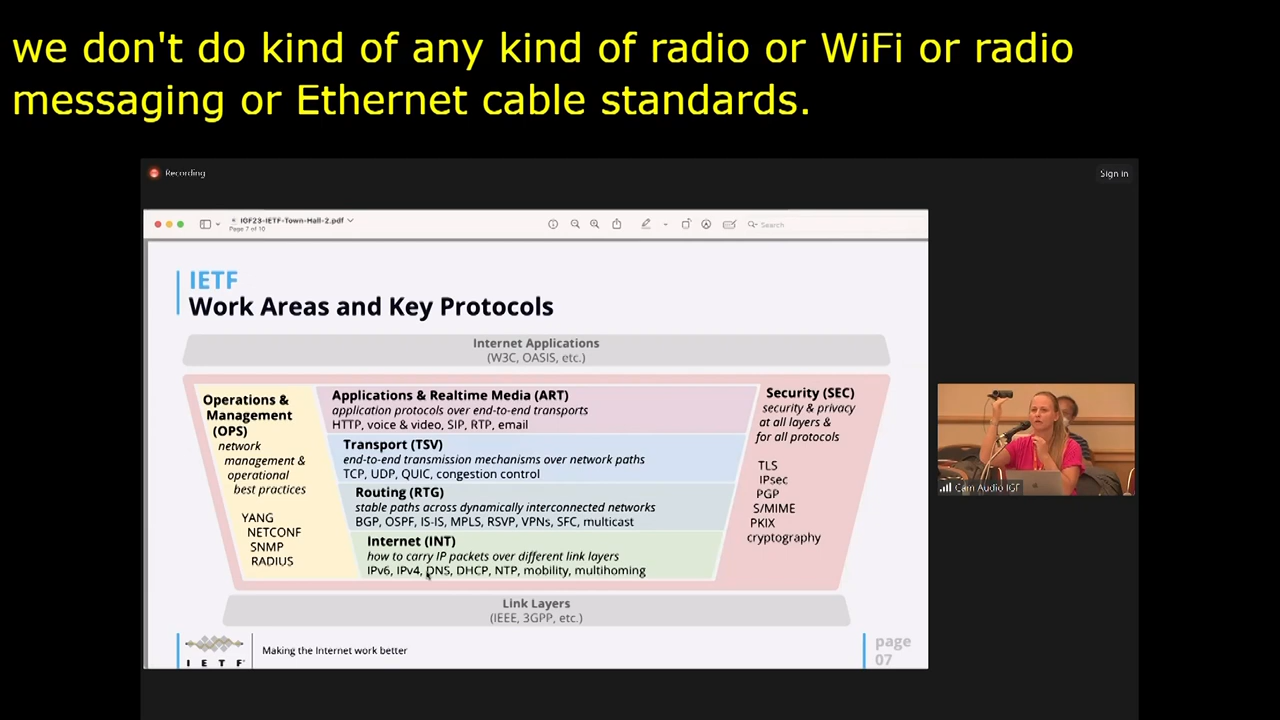 we don't do kind of any kind of radio or WiFi or radio
messaging or Ethernet cable standards.
Recording
Sign in
IGF23-IETF-Town-Hall-2.pdf
Page 7 of 10
Search
IETF
Work Areas and Key Protocols
Internet Applications
(W3C, OASIS, etc.)
Operations &
Management
(OPS)
network
management &
operational
best practices
YANG
NETCONF
SNMP
RADIUS
Applications & Realtime Media (ART)
application protocols over end-to-end transports
HTTP, voice & video, SIP, RTP, email
Transport (TSV)
end-to-end transmission mechanisms over network paths
TCP, UDP, QUIC, congestion control
Routing (RTG)
stable paths across dynamically interconnected networks
BGP, OSPF, IS-IS, MPLS, RSVP, VPNs, SFC, multicast
Internet (INT)
how to carry IP packets over different link layers
IPv6, IPv4, DNS, DHCP, NTP, mobility, multihoming
Security (SEC)
security & privacy
at all layers &
for all protocols
TLS
IPsec
PGP
S/MIME
PKIX
cryptography
Link Layers
(IEEE, 3GPP, etc.)
I E T F
Making the Internet work better
page
07
Cam Audio IGF